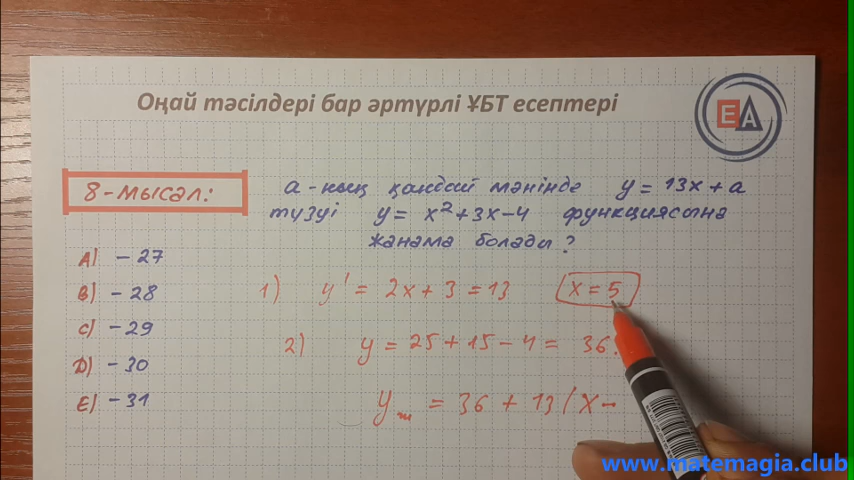 Оңай тәсілдері бар әртүрлі ҰБТ есептері
ЕА
8-мысал:
а-ның қандай мәнінде y = 13x + a
түзуі y = x² + 3x - 4 функциясына
жанама болады?
A) - 27
B) - 28
C) - 29
D) - 30
E) - 31
1) y' = 2x + 3 = 13 x = 5
2) y = 25 + 15 - 4 = 36.
yж = 36 + 13(x -
www.matemagia.club